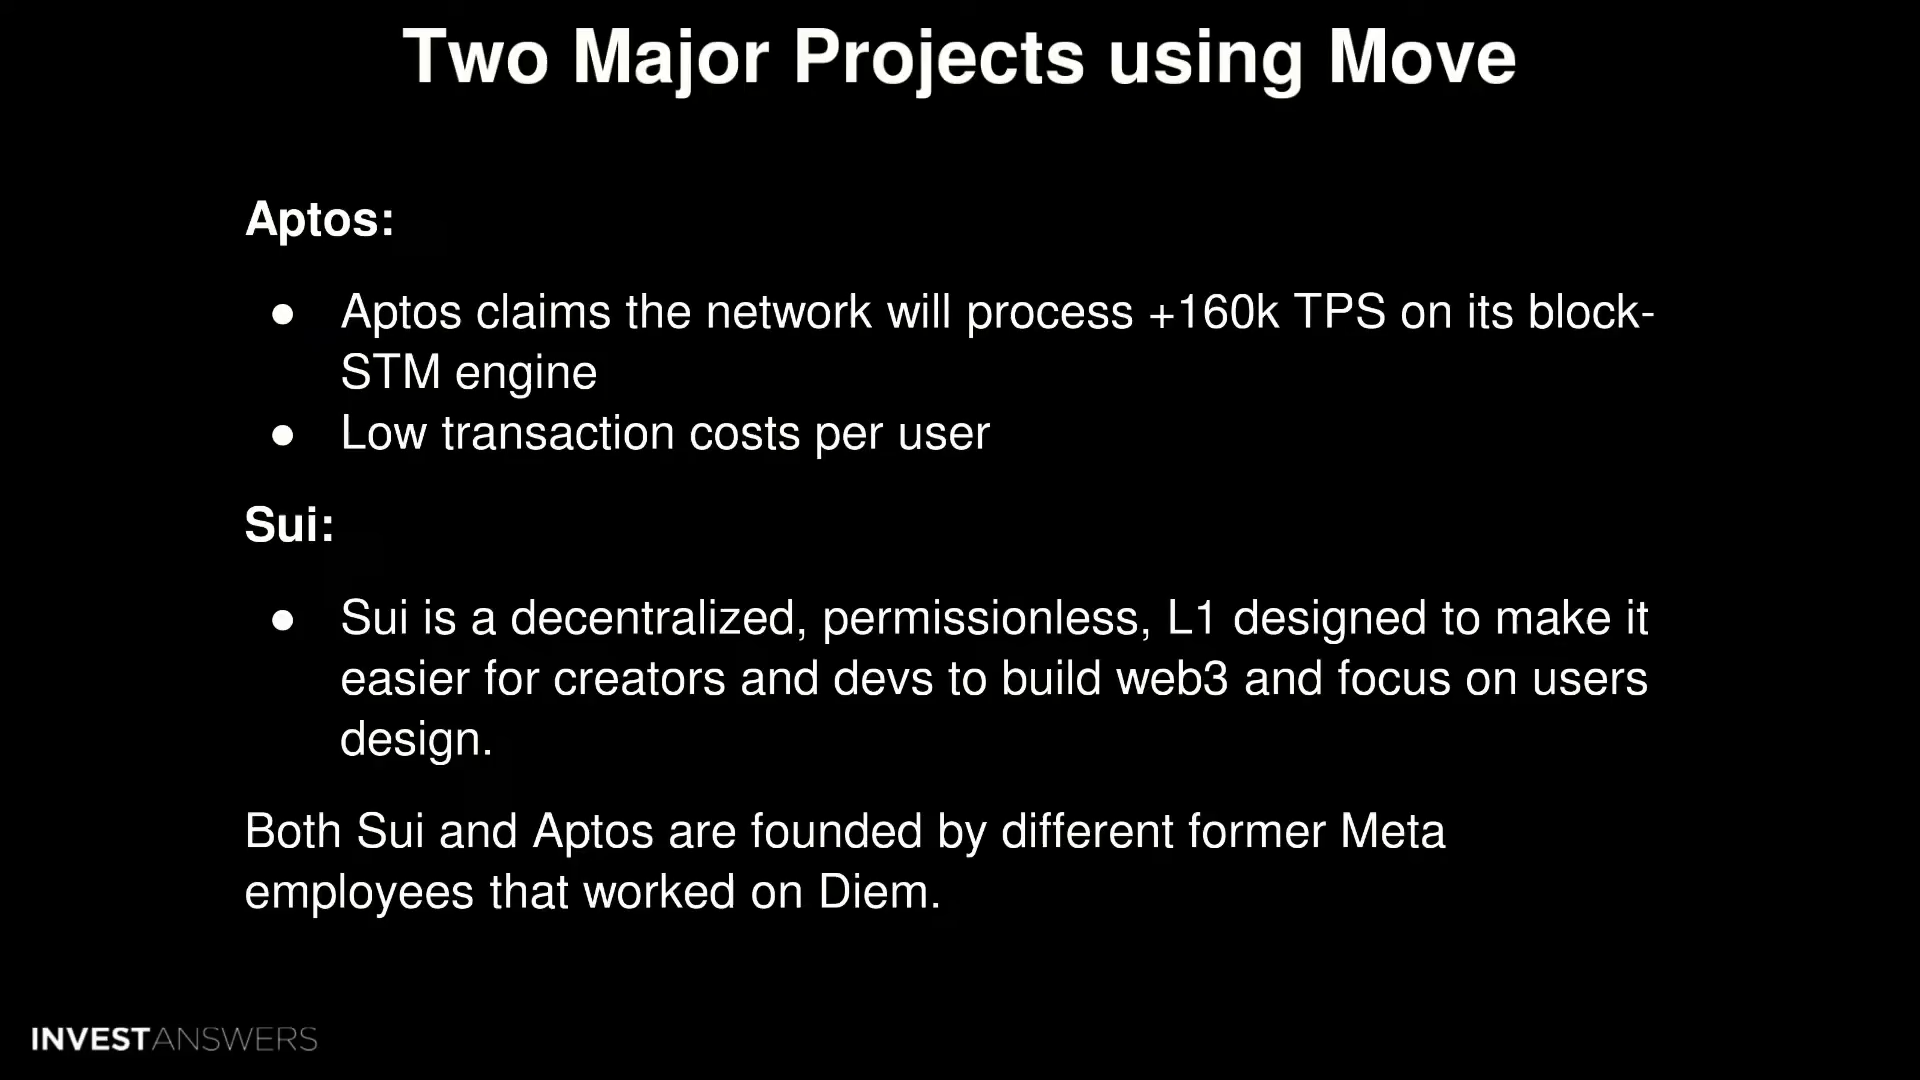 Two Major Projects using Move
Aptos:
● Aptos claims the network will process +160k TPS on its block-
STM engine
● Low transaction costs per user
Sui:
● Sui is a decentralized, permissionless, L1 designed to make it
easier for creators and devs to build web3 and focus on users
design.
Both Sui and Aptos are founded by different former Meta
employees that worked on Diem.
INVESTANSWERS